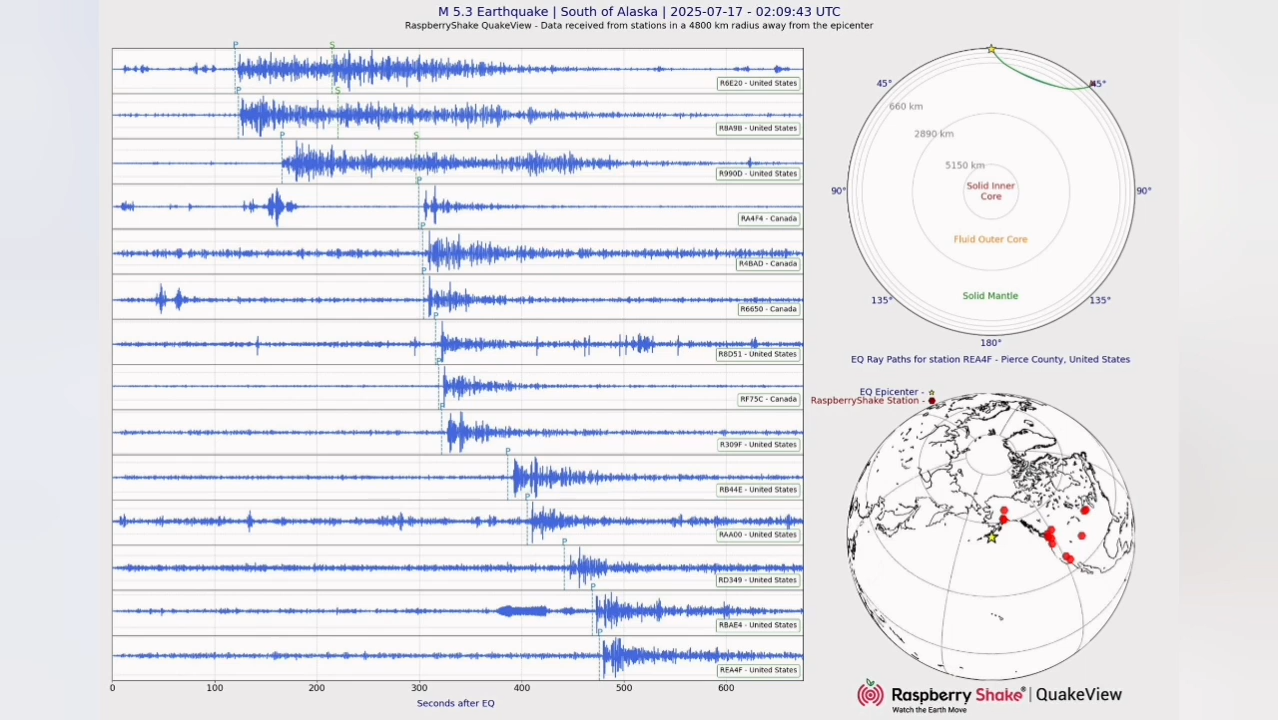 M 5.3 Earthquake | South of Alaska | 2025-07-17 - 02:09:43 UTC
RaspberryShake QuakeView - Data received from stations in a 4800 km radius away from the epicenter
P S
R6E20 - United States
P S
R8A9B - United States
P S
R990D - United States
P
RA4F4 - Canada
P
R4BAD - Canada
P
R6650 - Canada
P
R8D51 - United States
P
RF75C - Canada
P
R309F - United States
P
RB44E - United States
P
RAA00 - United States
P
RD349 - United States
P
RBAE4 - United States
P
REA4F - United States
0 100 200 300 400 500 600
Seconds after EQ
45° 45°
660 km
2890 km
5150 km
90° 90°
Solid Inner
Core
Fluid Outer Core
Solid Mantle
135° 135°
180°
EQ Ray Paths for station REA4F - Pierce County, United States
EQ Epicenter -
RaspberryShake Station -
Raspberry Shake® | QuakeView
Watch the Earth Move